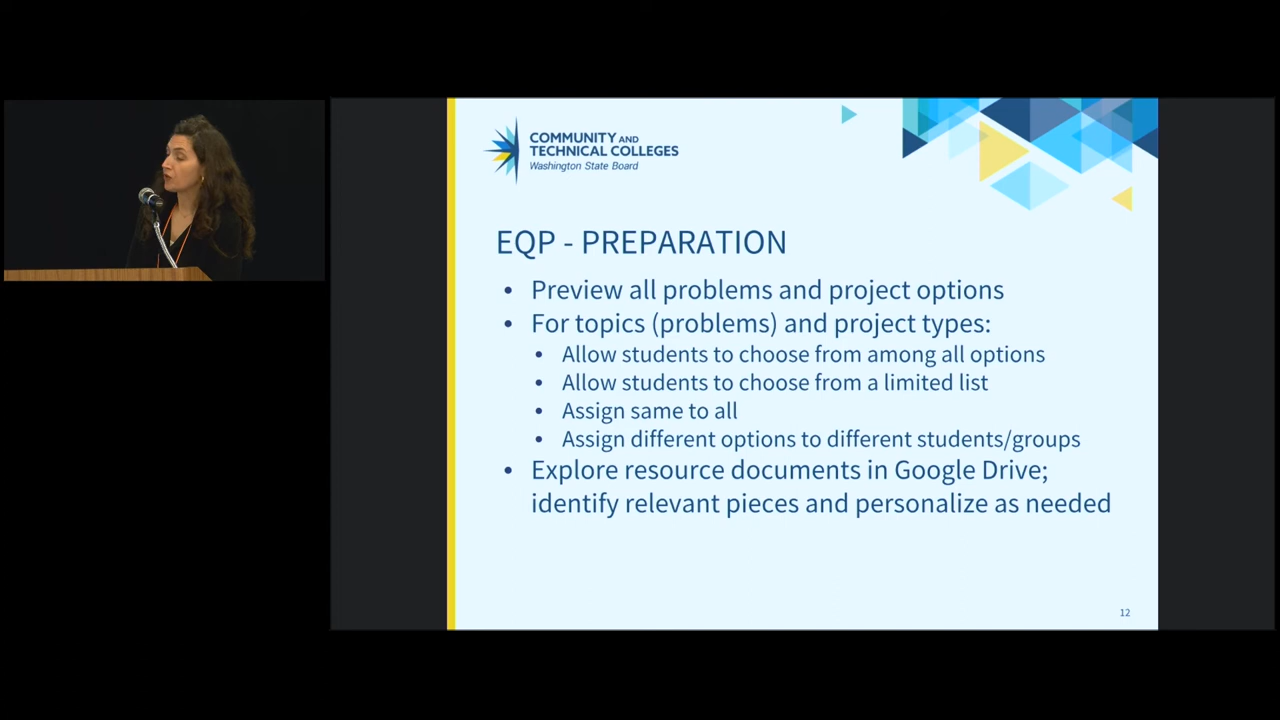 COMMUNITY AND
TECHNICAL COLLEGES
Washington State Board
EQP - PREPARATION
• Preview all problems and project options
• For topics (problems) and project types:
• Allow students to choose from among all options
• Allow students to choose from a limited list
• Assign same to all
• Assign different options to different students/groups
• Explore resource documents in Google Drive;
identify relevant pieces and personalize as needed
12